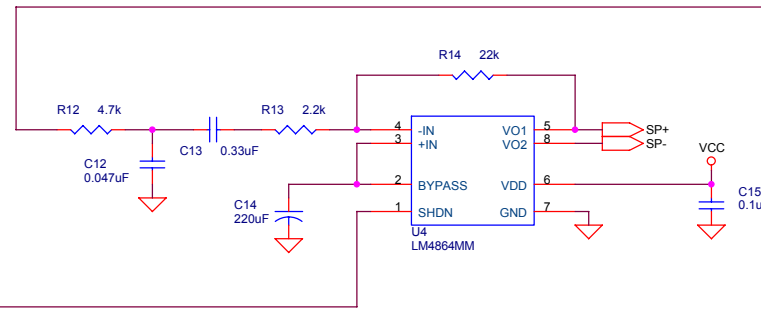 R14 22k
R12 4.7k
R13 2.2k
C13 0.33uF
C12
0.047uF
4 -IN VO1 5 SP+
3 +IN VO2 8 SP-
VCC
2 BYPASS VDD 6
1 SHDN GND 7
C14
220uF
C15
0.1u
U4
LM4864MM